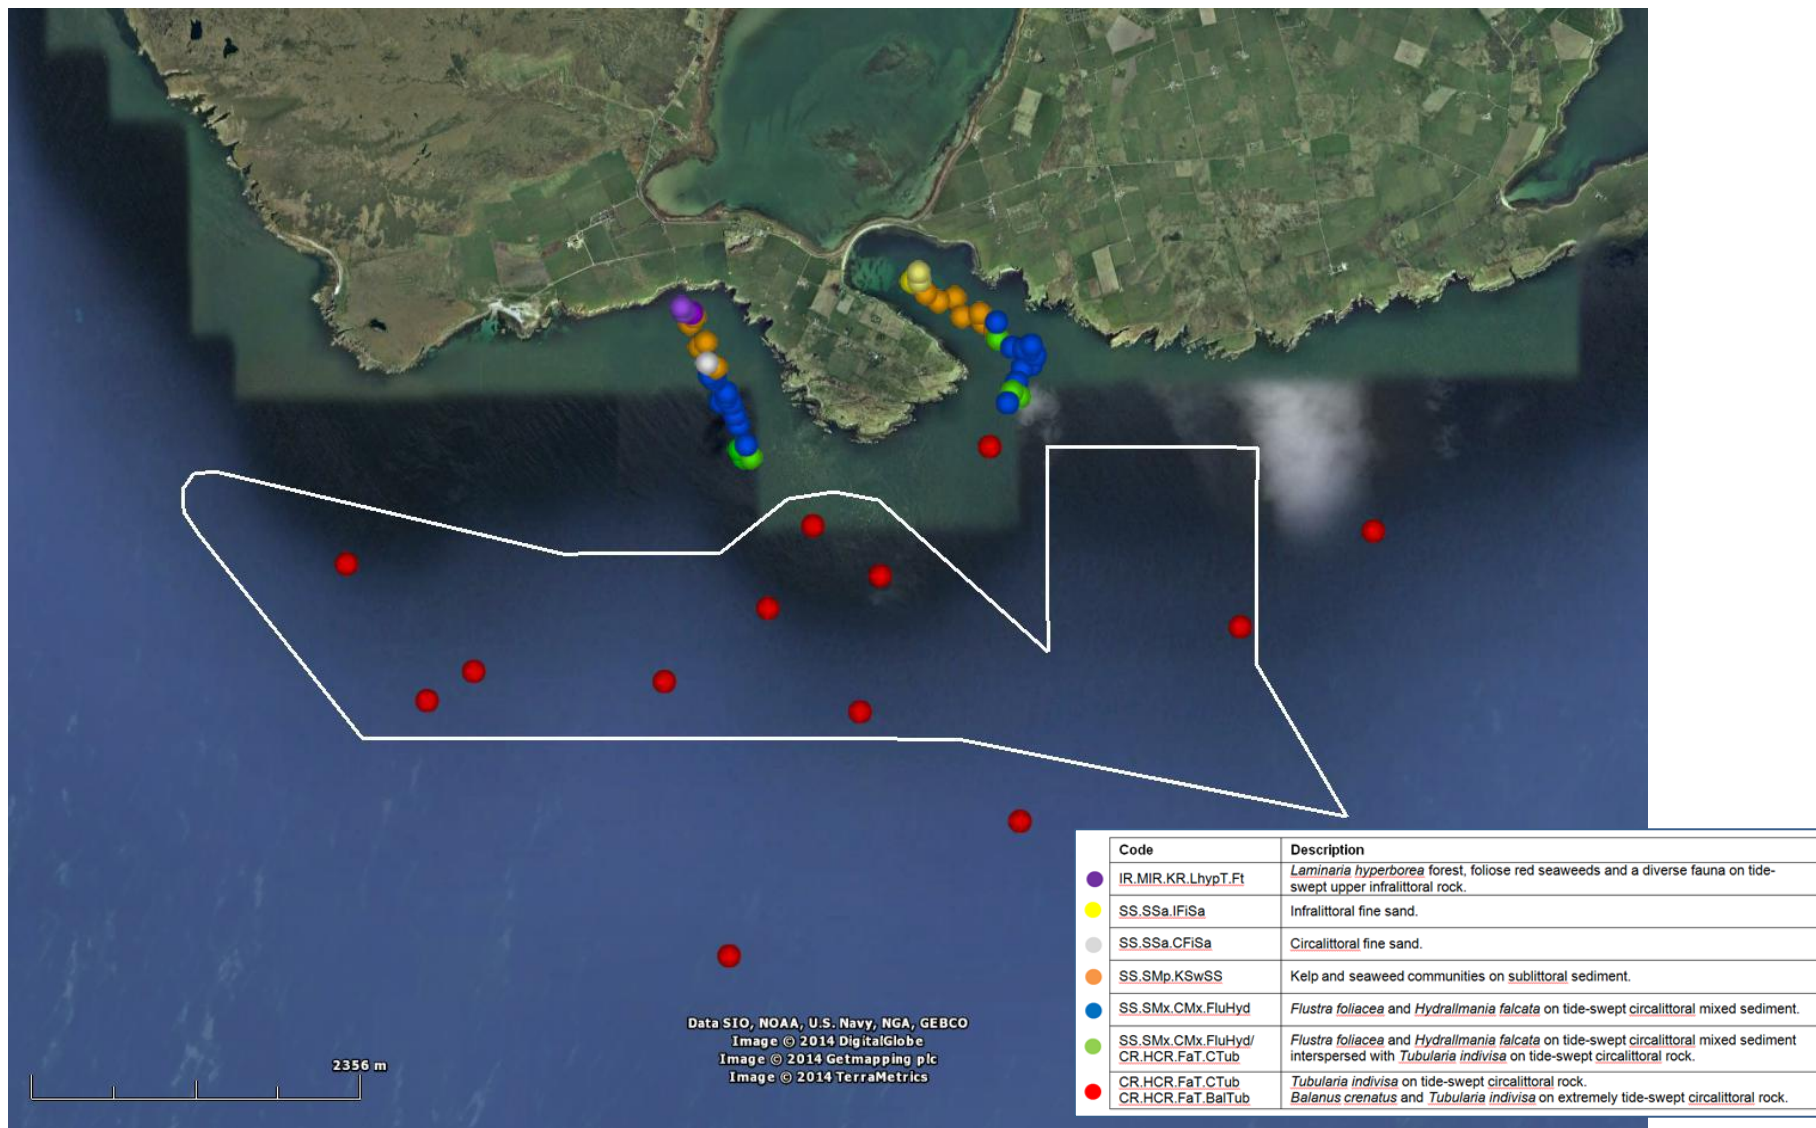 Code Description
IR.MIR.KR.LhypT.Ft Laminaria hyperborea forest, foliose red seaweeds and a diverse fauna on tide-
swept upper infralittoral rock.
SS.SSa.IFiSa Infralittoral fine sand.
SS.SSa.CFiSa Circalittoral fine sand.
SS.SMp.KSwSS Kelp and seaweed communities on sublittoral sediment.
SS.SMx.CMx.FluHyd Flustra foliacea and Hydrallmania falcata on tide-swept circalittoral mixed sediment.
SS.SMx.CMx.FluHyd/ Flustra foliacea and Hydrallmania falcata on tide-swept circalittoral mixed sediment
CR.HCR.FaT.CTub interspersed with Tubularia indivisa on tide-swept circalittoral rock.
CR.HCR.FaT.CTub Tubularia indivisa on tide-swept circalittoral rock.
CR.HCR.FaT.BalTub Balanus crenatus and Tubularia indivisa on extremely tide-swept circalittoral rock.
Data SIO, NOAA, U.S. Navy, NGA, GEBCO
Image © 2014 DigitalGlobe
Image © 2014 Getmapping plc
Image © 2014 TerraMetrics
2356 m